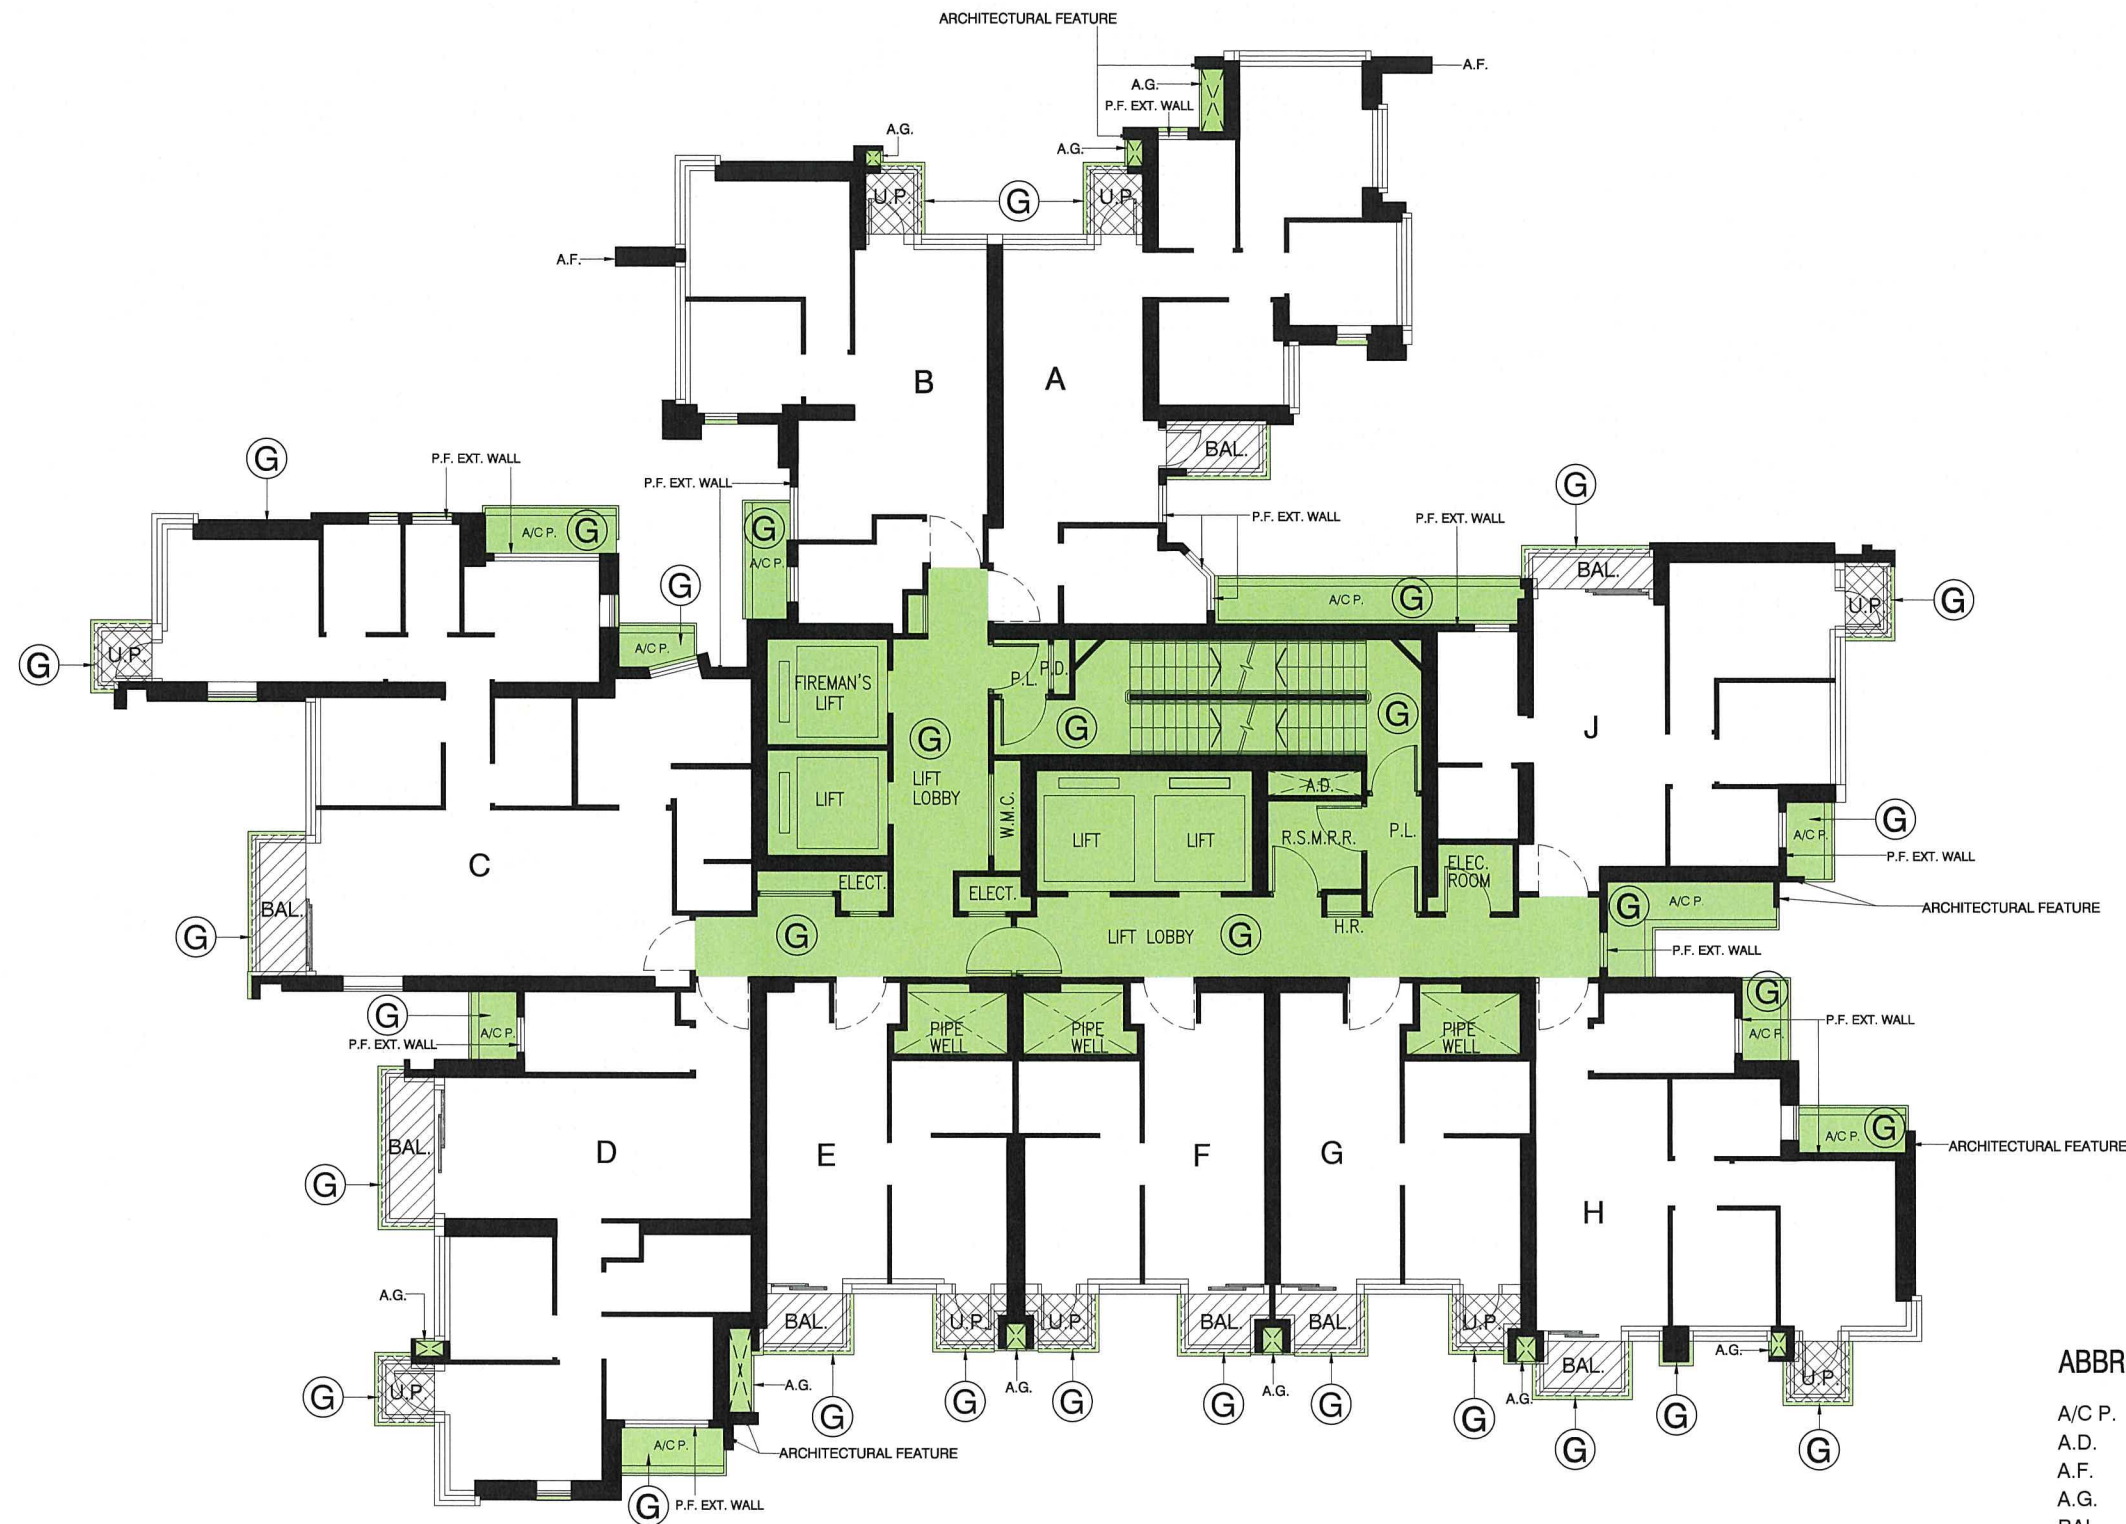 ARCHITECTURAL FEATURE
A.F.
A.G.
P.F. EXT. WALL
A.G.
A.G.
U.P.
G
U.P.
A.F.
B
A
BAL.
G
P.F. EXT. WALL
P.F. EXT. WALL
G
P.F. EXT. WALL
P.F. EXT. WALL
A/C P.
G
G
A/C P.
BAL.
G
A/C P.
G
U.P.
G
G
U.P.
A/C P.
FIREMAN'S
LIFT
P.L.
P.D.
G
G
G
J
LIFT
LOBBY
LIFT
W.M.C.
LIFT
LIFT
A.D.
R.S.M.R.R.
P.L.
A/C P.
G
P.F. EXT. WALL
C
ELECT.
ELECT.
ELEC.
ROOM
BAL.
G
G
LIFT LOBBY
G
H.R.
G
A/C P.
ARCHITECTURAL FEATURE
P.F. EXT. WALL
G
A/C P.
P.F. EXT. WALL
PIPE
WELL
PIPE
WELL
PIPE
WELL
G
A/C P.
P.F. EXT. WALL
BAL.
G
D
E
F
G
H
A/C P.
G
ARCHITECTURAL FEATURE
A.G.
BAL.
U.P.
U.P.
BAL.
BAL.
U.P.
BAL.
A.G.
U.P.
G
U.P.
A.G.
A.G.
A.G.
A.G.
G
G
G
G
G
G
G
G
G
A/C P.
ARCHITECTURAL FEATURE
G
P.F. EXT. WALL
ABBR
A/C P.
A.D.
A.F.
A.G.